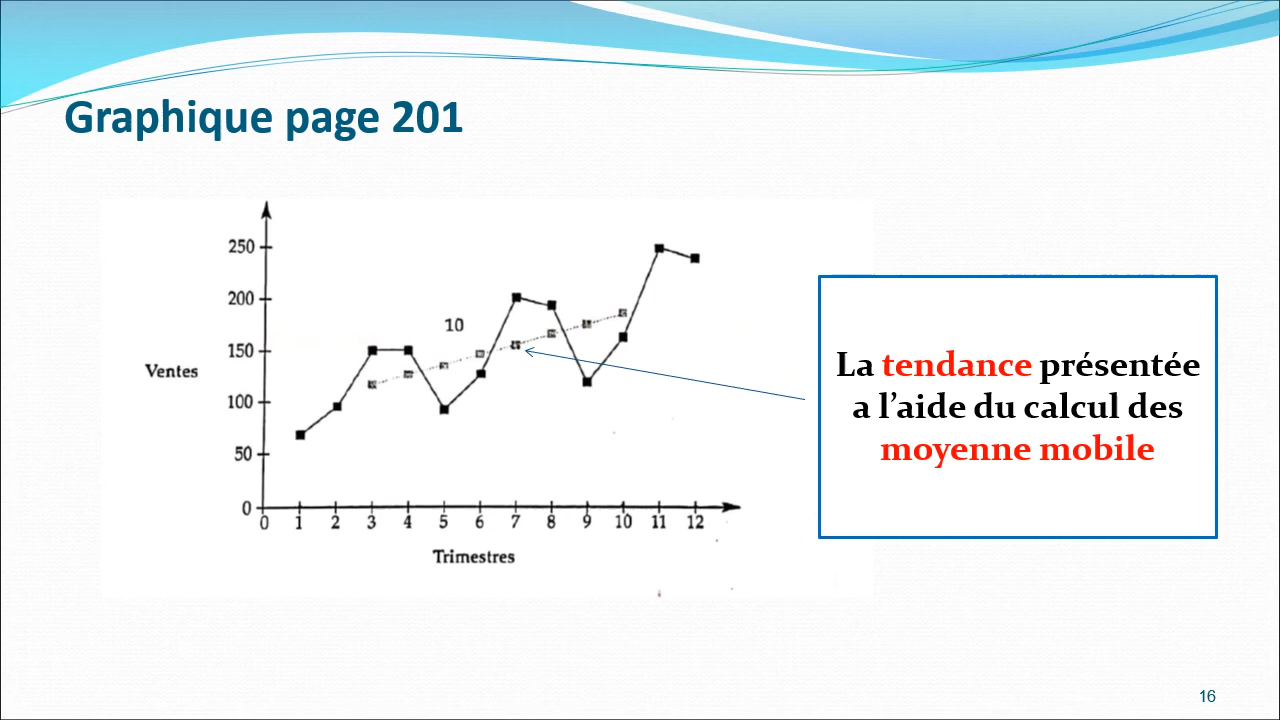 Graphique page 201
250
200
150
100
50
0
10
Ventes
0 1 2 3 4 5 6 7 8 9 10 11 12
Trimestres
La tendance présentée
a l’aide du calcul des
moyenne mobile
16